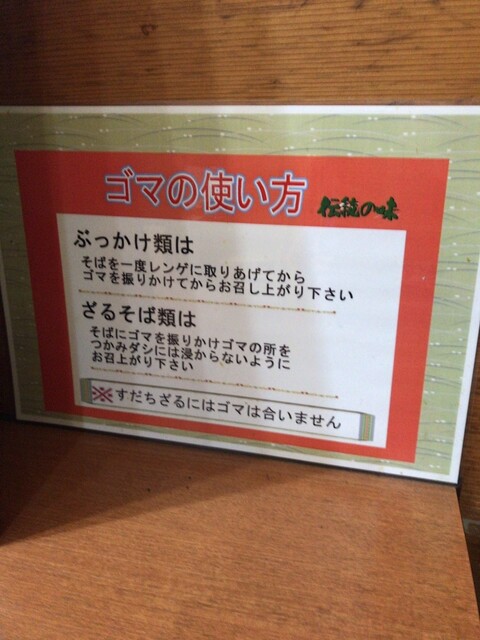 ゴマの使い方 伝統の味
ぶっかけ類は
そばを一度レンゲに取りあげてから
ゴマを振りかけてからお召し上がり下さい
ざるそば類は
そばにゴマを振りかけゴマの所を
つかみダシには浸からないように
お召上がり下さい
※すだちざるにはゴマは合いません